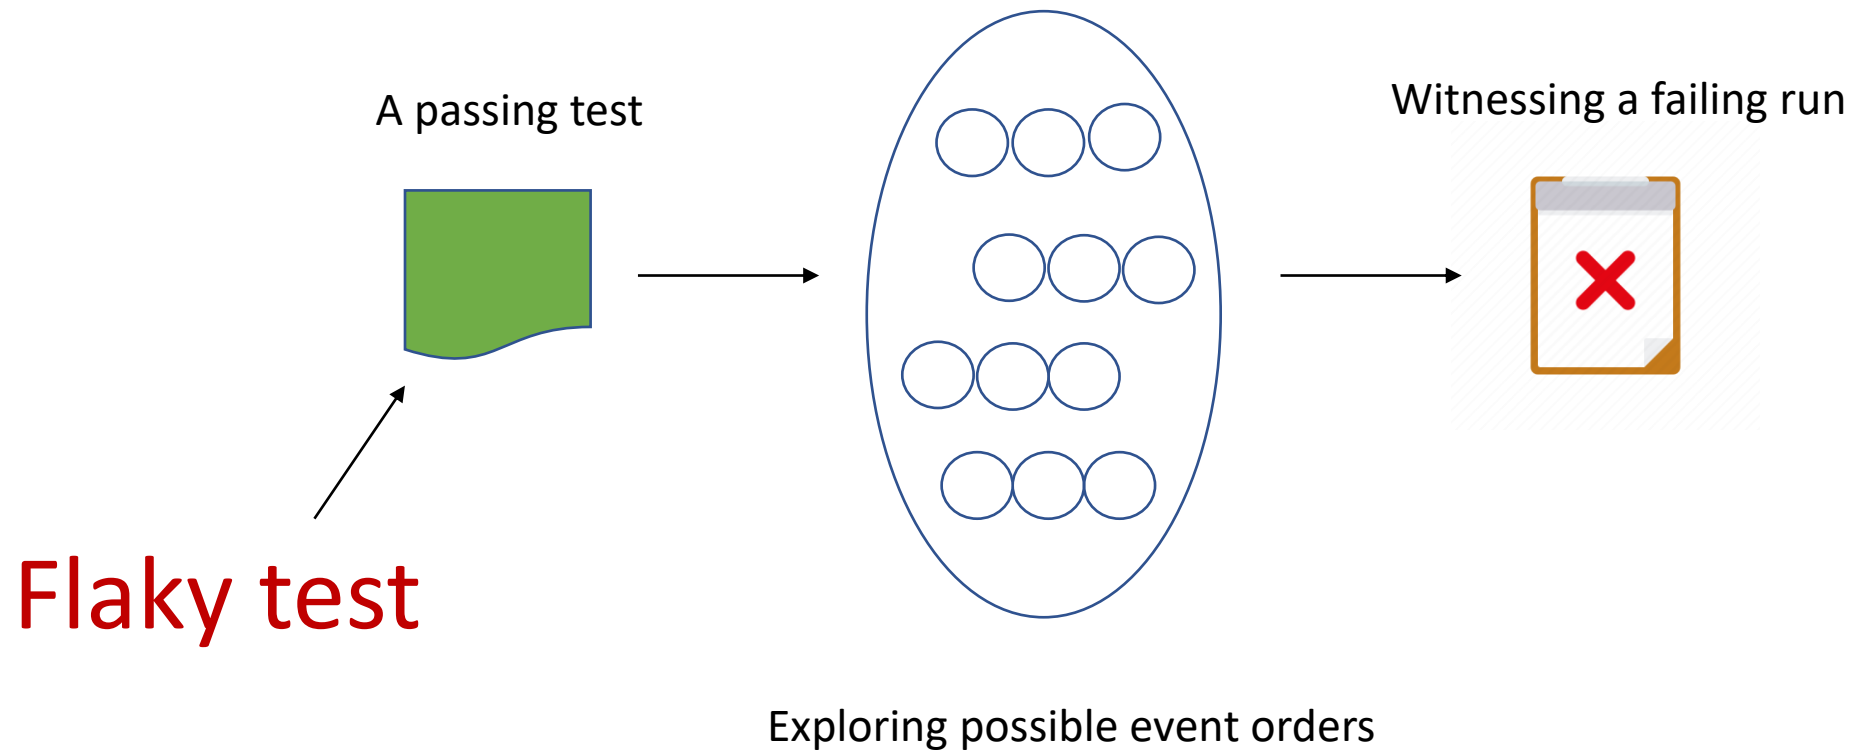 A passing test
Witnessing a failing run
Flaky test
Exploring possible event orders